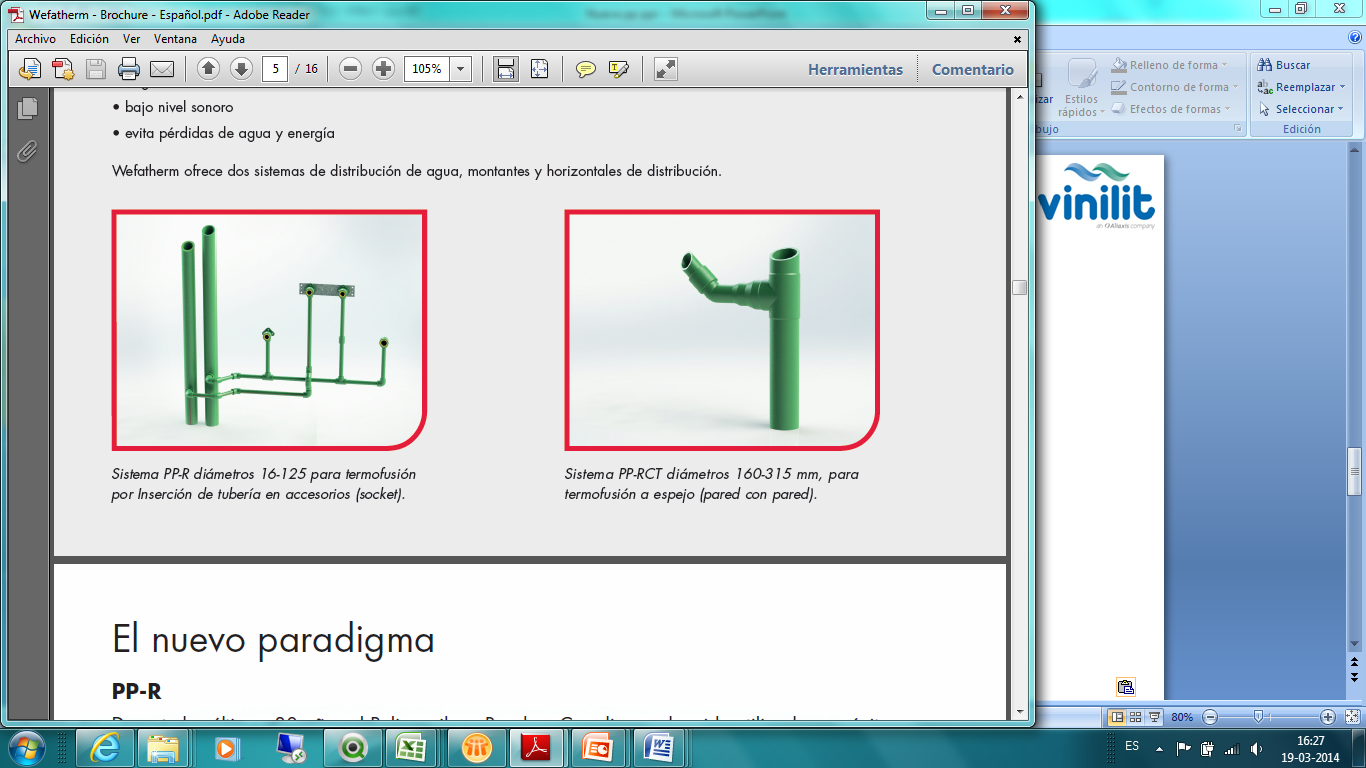 Wefatherm - Brochure - Español.pdf - Adobe Reader
Archivo Edición Ver Ventana Ayuda
5 / 16 105% Herramientas Comentario
• bajo nivel sonoro
• evita pérdidas de agua y energía
Wefatherm ofrece dos sistemas de distribución de agua, montantes y horizontales de distribución.
Sistema PP-R diámetros 16-125 para termofusión
por Inserción de tubería en accesorios (socket).
Sistema PP-RCT diámetros 160-315 mm, para
termofusión a espejo (pared con pared).
El nuevo paradigma
PP-R
Estilos
rápidos
Relleno de forma
Contorno de forma
Efectos de formas
Buscar
Reemplazar
Seleccionar
Edición
vinilit
an Aliaxis company
80%
ES
16:27
19-03-2014